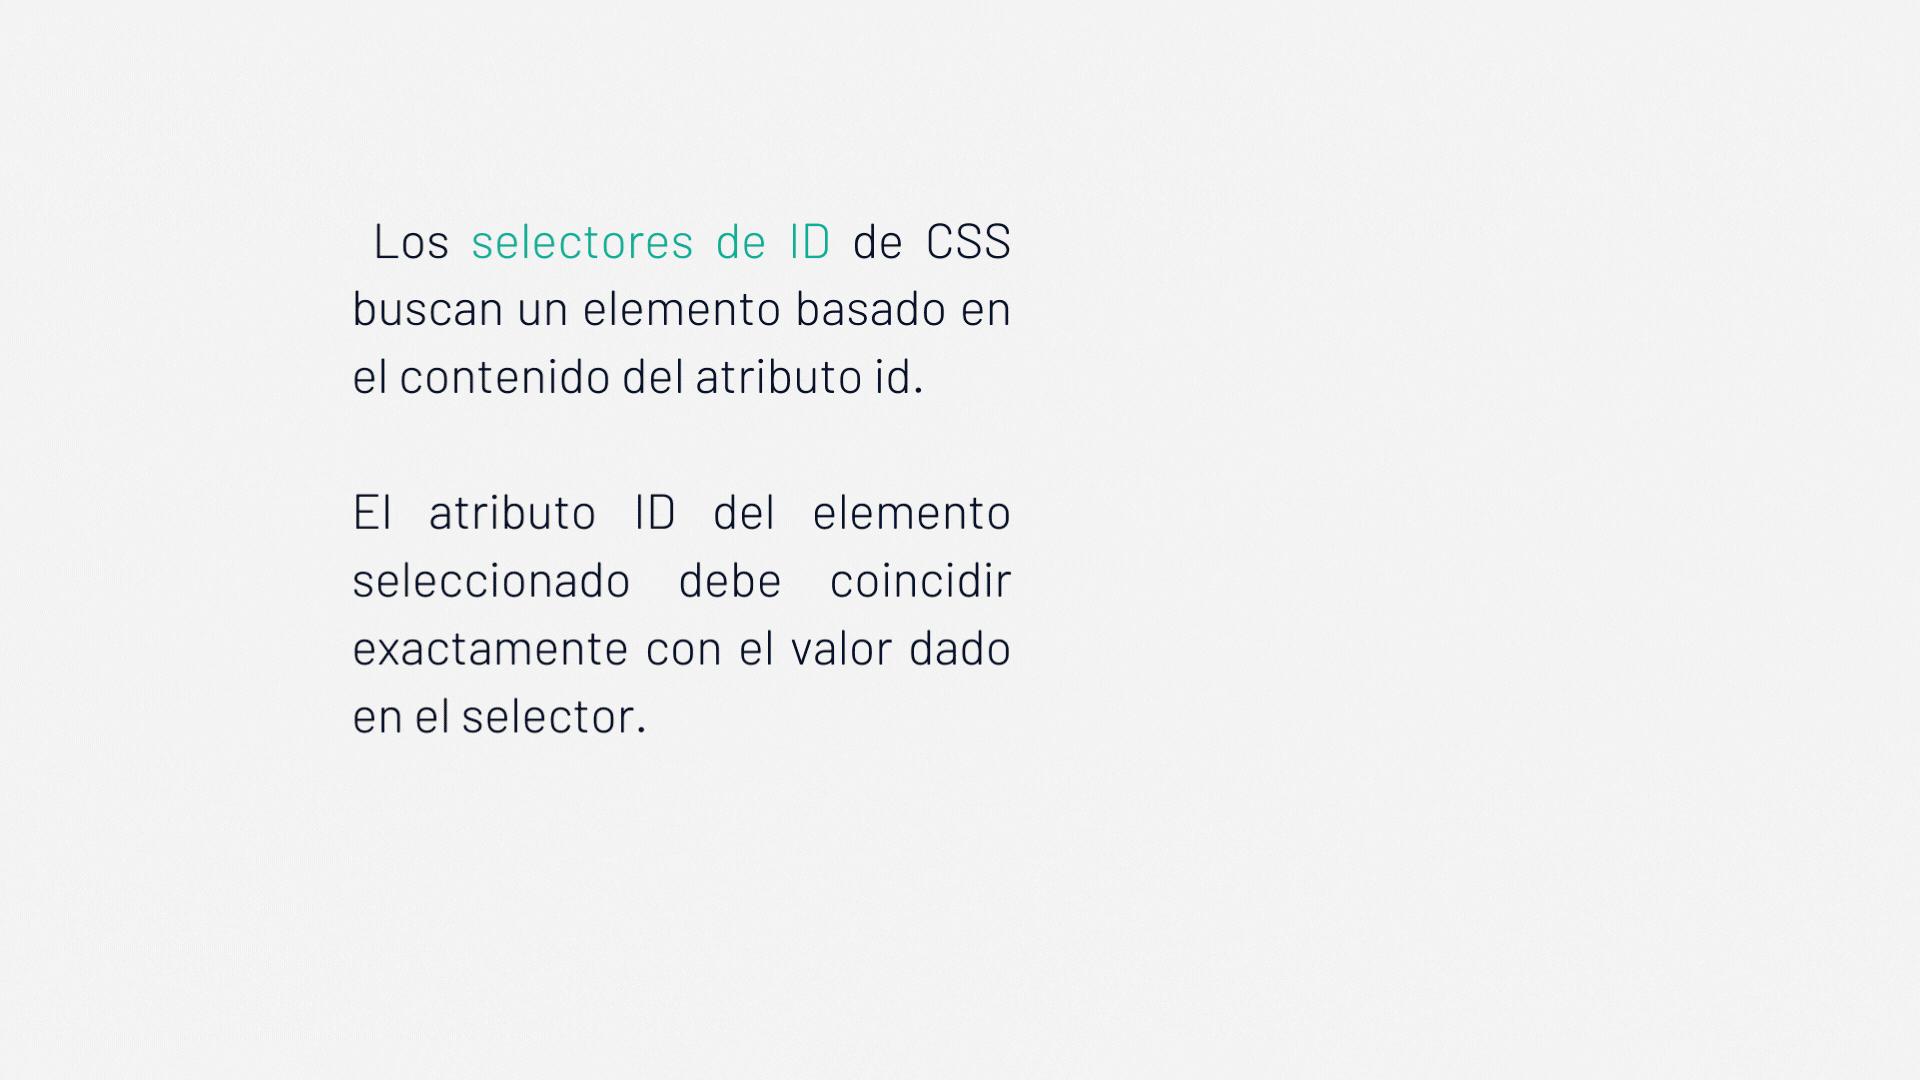 Los selectores de ID de CSS
buscan un elemento basado en
el contenido del atributo id.
El atributo ID del elemento
seleccionado debe coincidir
exactamente con el valor dado
en el selector.